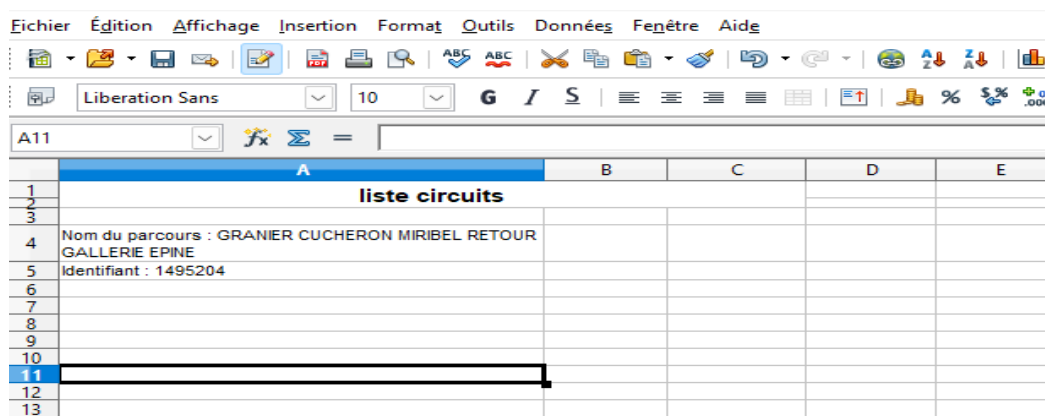 Fichier Édition Affichage Insertion Format Outils Données Fenêtre Aide
Liberation Sans 10 G I S %
A11 fx Σ =
A B C D E
1 liste circuits
2
3
4 Nom du parcours : GRANIER CUCHERON MIRIBEL RETOUR
GALLERIE EPINE
5 Identifiant : 1495204
6
7
8
9
10
11
12
13